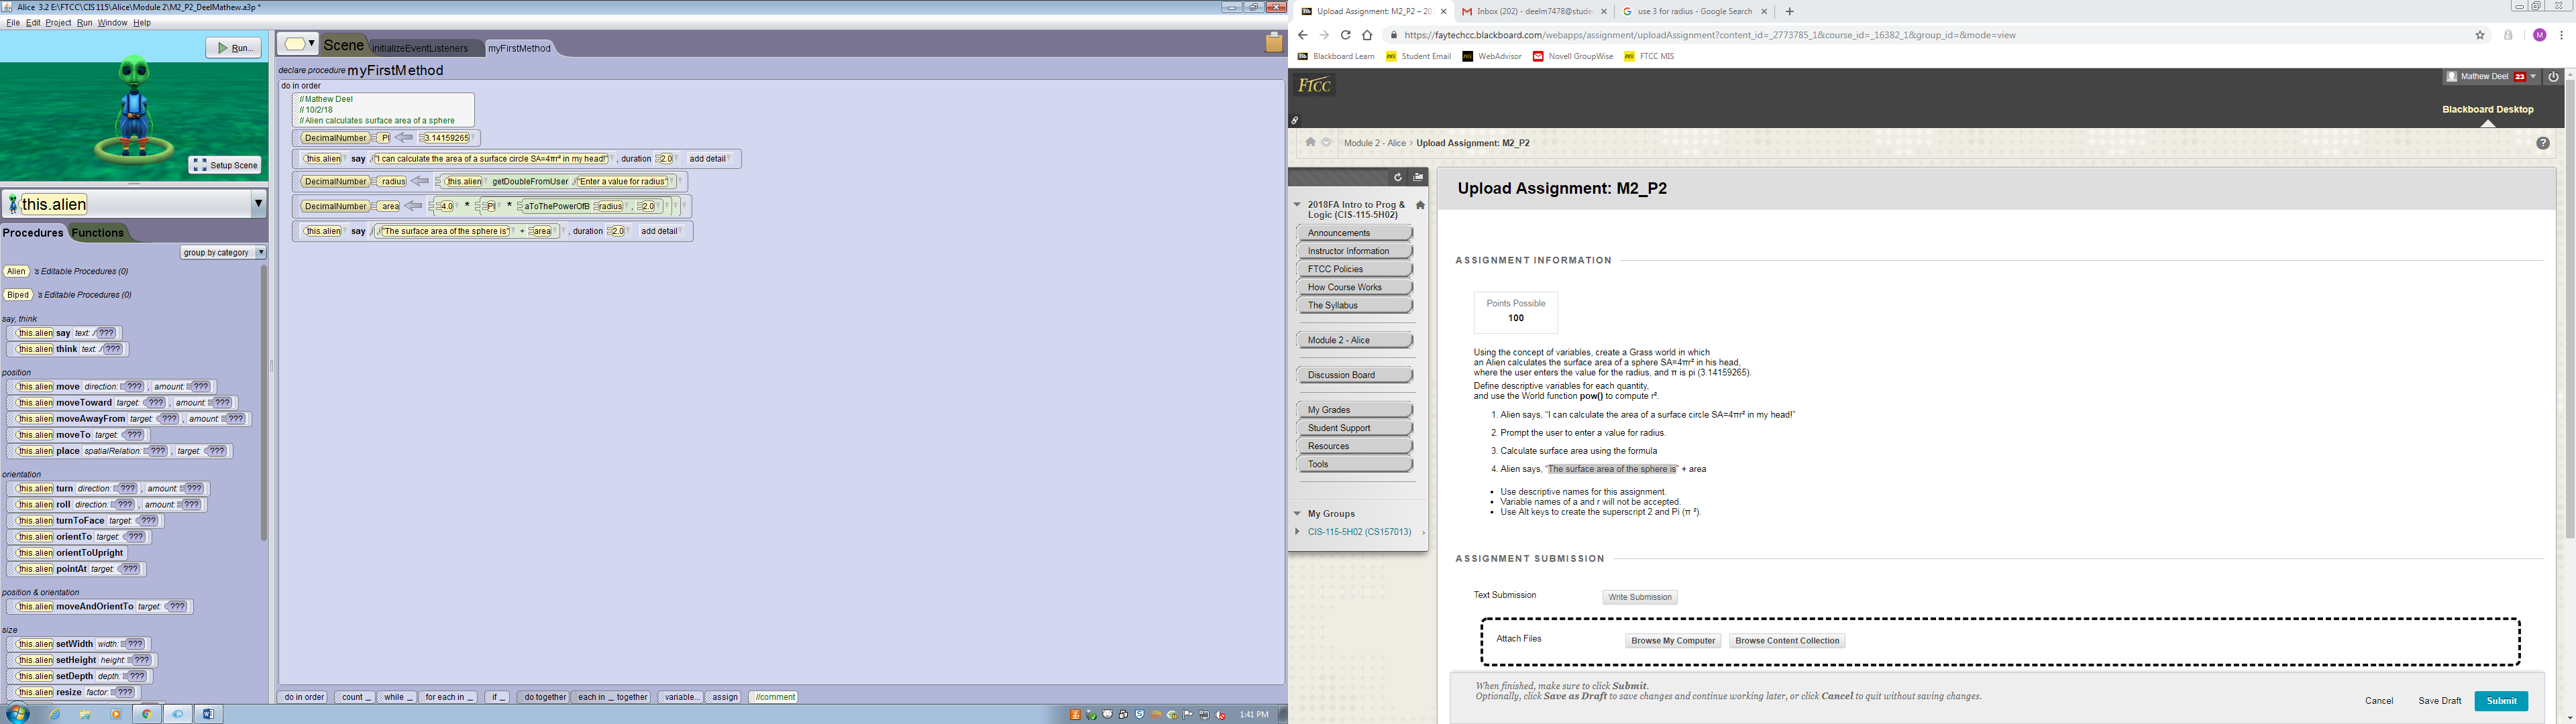 Alice 3.2 E:\FTCC\CIS 115\Alice\Module 2\M2_P2_DeelMathew.a3p *
File Edit Project Run Window Help
Run...
Setup Scene
this.alien
Procedures Functions
group by category
Alien 's Editable Procedures (0)
Biped 's Editable Procedures (0)
say, think
this.alien say text: ???
this.alien think text: ???
position
this.alien move direction: ??? , amount: ???
this.alien moveToward target: ??? , amount: ???
this.alien moveAwayFrom target: ??? , amount: ???
this.alien moveTo target: ???
this.alien place spatialRelation: ??? , target: ???
orientation
this.alien turn direction: ??? , amount: ???
this.alien roll direction: ??? , amount: ???
this.alien turnToFace target: ???
this.alien orientTo target: ???
this.alien orientToUpright
this.alien pointAt target: ???
position & orientation
this.alien moveAndOrientTo target: ???
size
this.alien setWidth width: ???
this.alien setHeight height: ???
this.alien setDepth depth: ???
this.alien resize factor: ???
Scene initializeEventListeners myFirstMethod
declare procedure myFirstMethod
do in order
// Mathew Deel
// 10/2/18
// Alien calculates surface area of a sphere
DecimalNumber Pi 3.14159265
this.alien say "I can calculate the area of a surface circle SA=4πr² in my head!" , duration 2.0 add detail
DecimalNumber radius this.alien getDoubleFromUser "Enter a value for radius"
DecimalNumber area 4.0 * Pi * aToThePowerOfB radius , 2.0
this.alien say "The surface area of the sphere is" + area , duration 2.0 add detail
do in order count _ while _ for each in _ if _ do together each in _ together variable... assign //comment
1:41 PM
Upload Assignment: M2_P2 – 20
Inbox (202) - deelm7478@stude
use 3 for radius - Google Search
https://faytechcc.blackboard.com/webapps/assignment/uploadAssignment?content_id=_2773785_1&course_id=_16382_1&group_id=&mode=view
M
Blackboard Learn Student Email WebAdvisor Novell GroupWise FTCC MIS
FTCC
Mathew Deel 23
Blackboard Desktop
Module 2 - Alice > Upload Assignment: M2_P2
2018FA Intro to Prog &
Logic (CIS-115-5H02)
Announcements
Instructor Information
FTCC Policies
How Course Works
The Syllabus
Module 2 - Alice
Discussion Board
My Grades
Student Support
Resources
Tools
My Groups
CIS-115-5H02 (CS157013)
Upload Assignment: M2_P2
ASSIGNMENT INFORMATION
Points Possible
100
Using the concept of variables, create a Grass world in which
an Alien calculates the surface area of a sphere SA=4πr² in his head,
where the user enters the value for the radius, and π is pi (3.14159265).
Define descriptive variables for each quantity,
and use the World function pow() to compute r².
1. Alien says, “I can calculate the area of a surface circle SA=4πr² in my head!”
2. Prompt the user to enter a value for radius.
3. Calculate surface area using the formula
4. Alien says, “The surface area of the sphere is” + area
• Use descriptive names for this assignment.
• Variable names of a and r will not be accepted.
• Use Alt keys to create the superscript 2 and Pi (π ²).
ASSIGNMENT SUBMISSION
Text Submission Write Submission
Attach Files Browse My Computer Browse Content Collection
When finished, make sure to click Submit.
Optionally, click Save as Draft to save changes and continue working later, or click Cancel to quit without saving changes.
Cancel Save Draft Submit